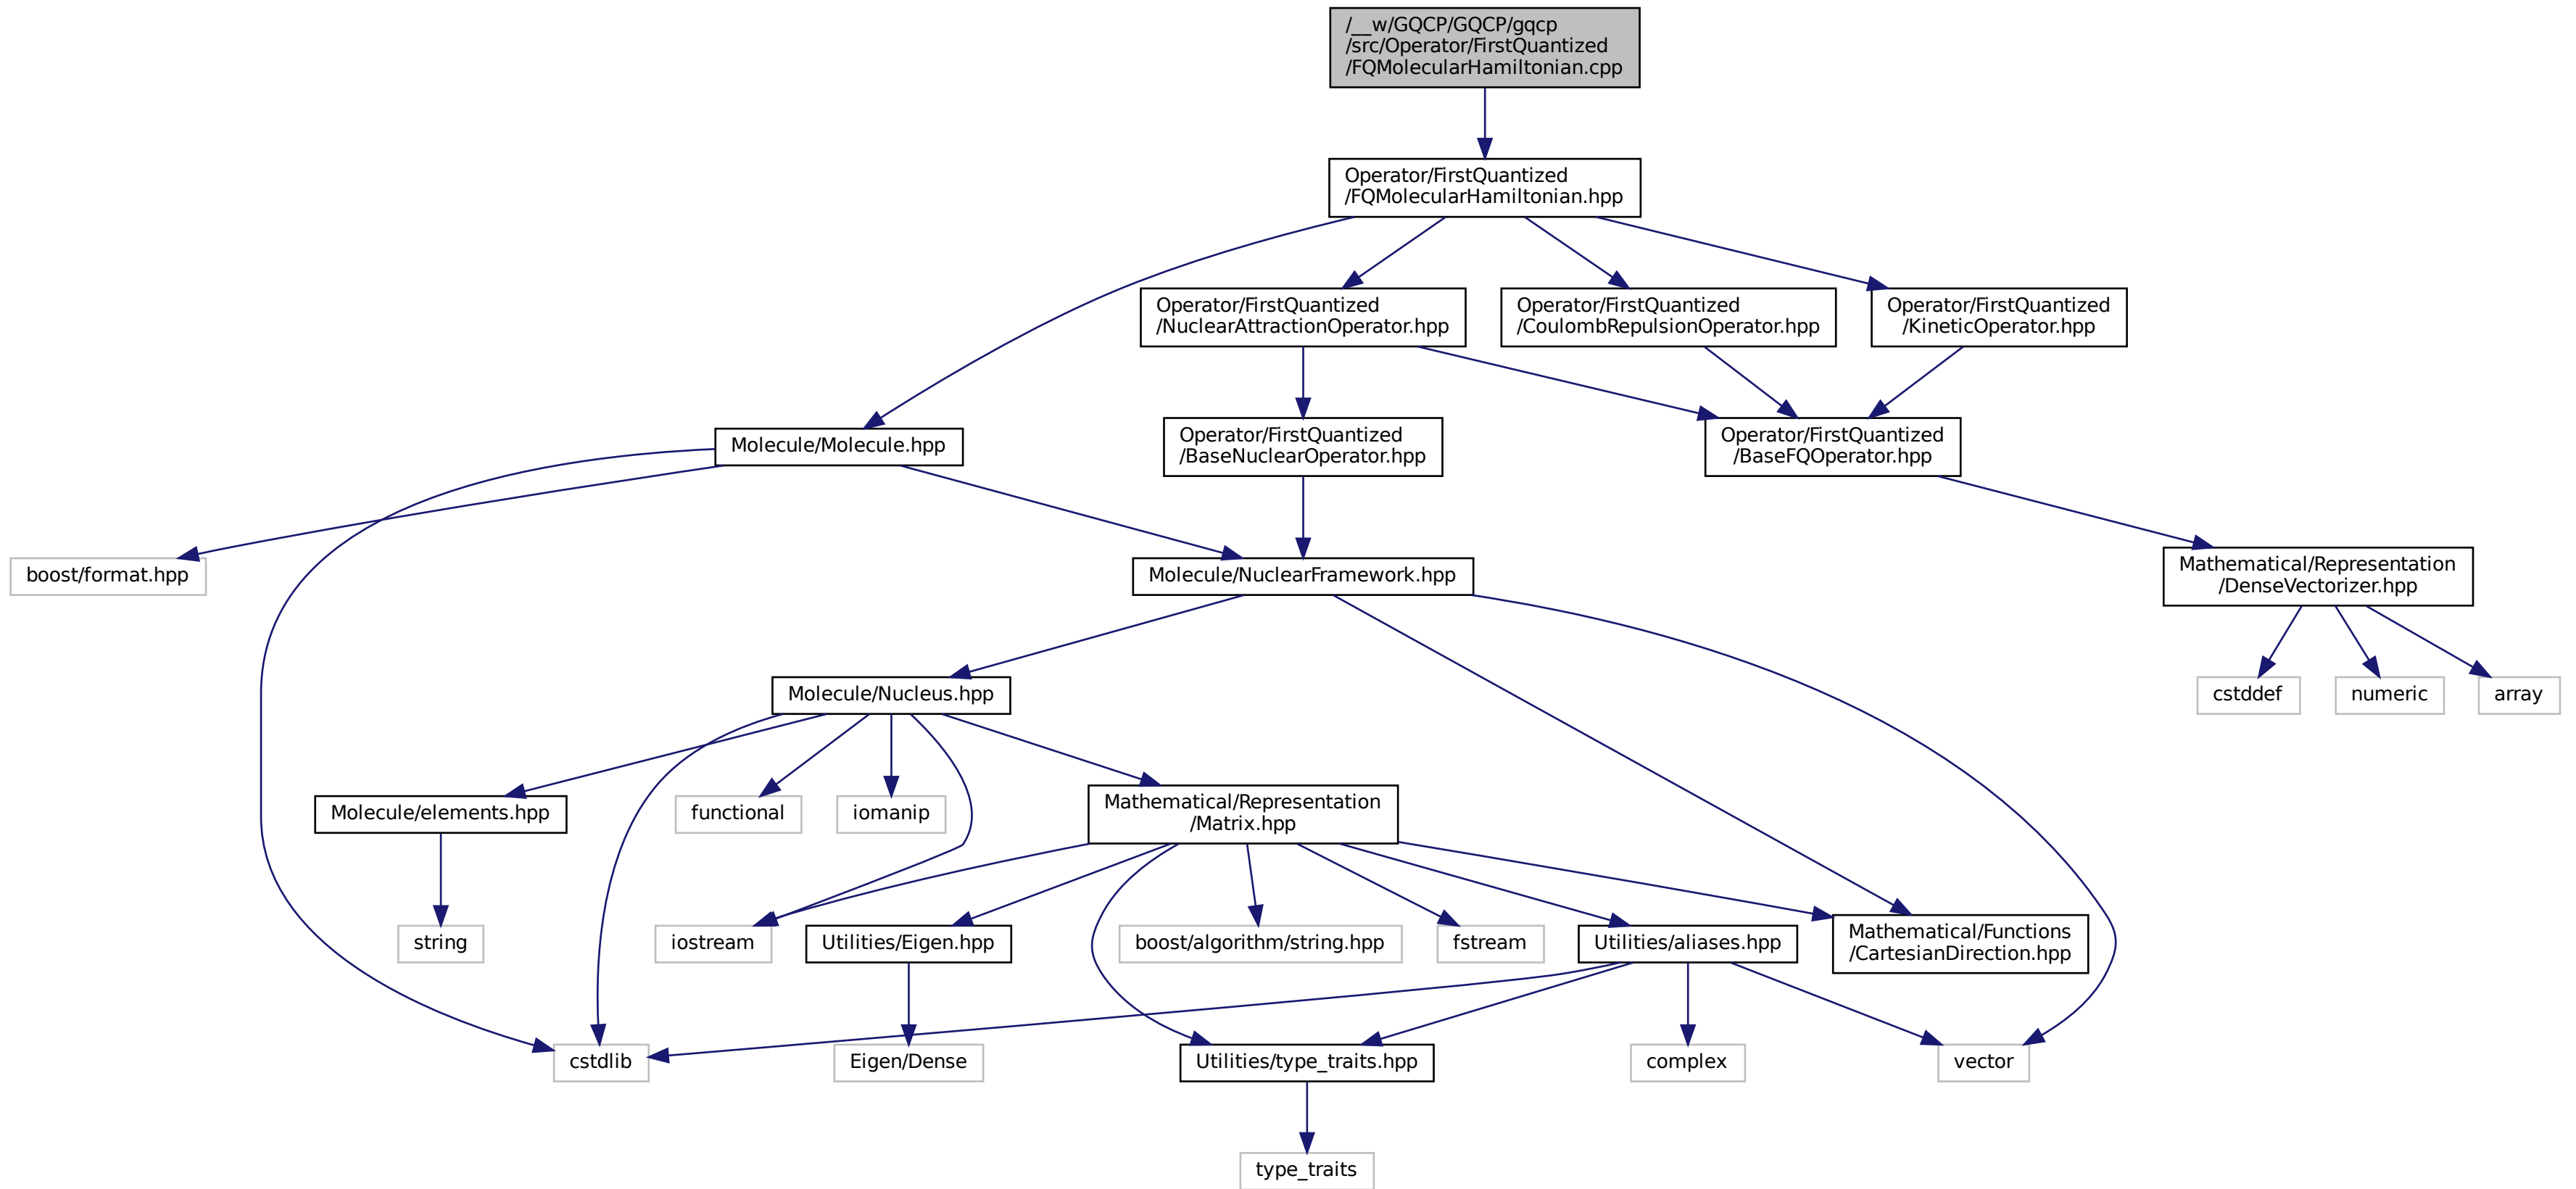 /__w/GQCP/GQCP/gqcp
/src/Operator/FirstQuantized
/FQMolecularHamiltonian.cpp
Operator/FirstQuantized
/FQMolecularHamiltonian.hpp
Operator/FirstQuantized
/NuclearAttractionOperator.hpp
Operator/FirstQuantized
/CoulombRepulsionOperator.hpp
Operator/FirstQuantized
/KineticOperator.hpp
Molecule/Molecule.hpp
Operator/FirstQuantized
/BaseNuclearOperator.hpp
Operator/FirstQuantized
/BaseFQOperator.hpp
boost/format.hpp
Molecule/NuclearFramework.hpp
Mathematical/Representation
/DenseVectorizer.hpp
Molecule/Nucleus.hpp
cstddef
numeric
array
Molecule/elements.hpp
functional
iomanip
Mathematical/Representation
/Matrix.hpp
string
iostream
Utilities/Eigen.hpp
boost/algorithm/string.hpp
fstream
Utilities/aliases.hpp
Mathematical/Functions
/CartesianDirection.hpp
cstdlib
Eigen/Dense
Utilities/type_traits.hpp
complex
vector
type_traits